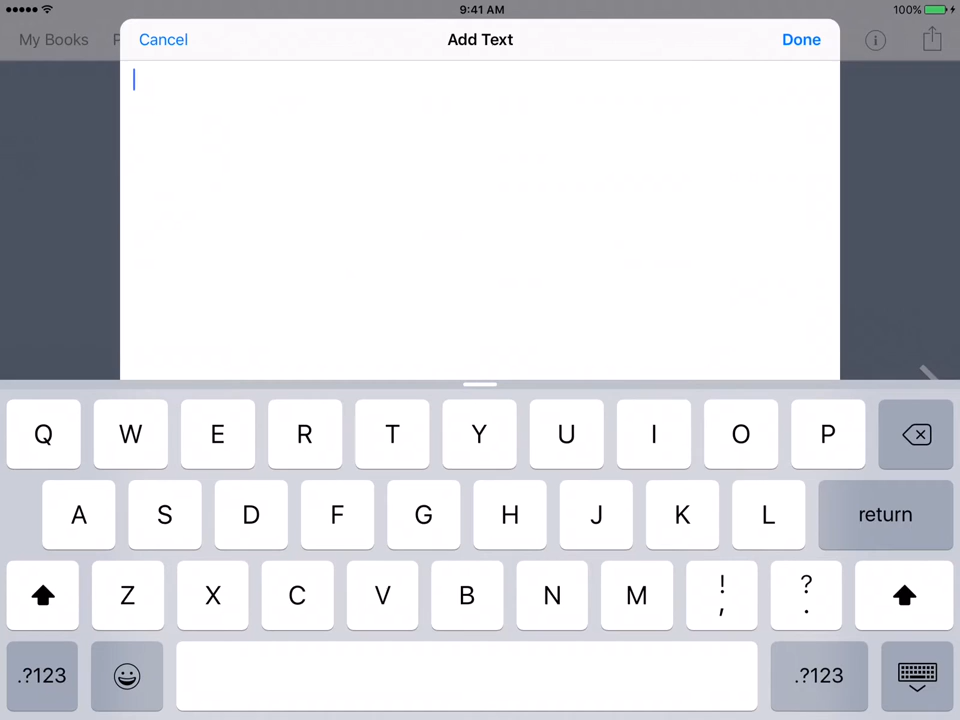 9:41 AM 100%
My Books P Cancel Add Text Done
Q W E R T Y U I O P
A S D F G H J K L return
Z X C V B N M ! , ? .
.?123 .?123